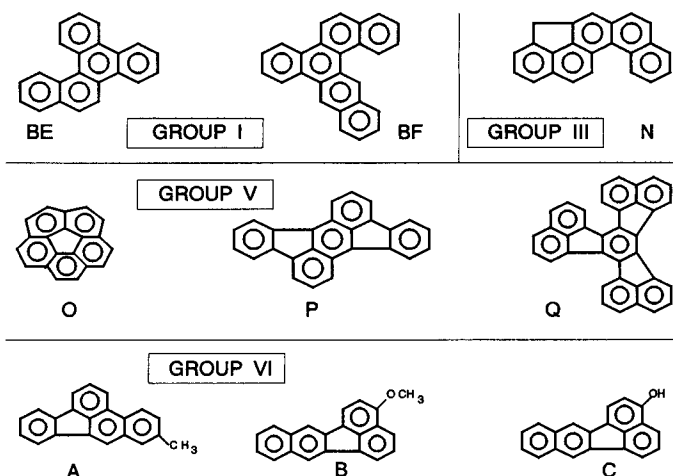 BE GROUP I BF GROUP III N
GROUP V
O P Q
GROUP VI
OCH₃ OH
CH₃
A B C